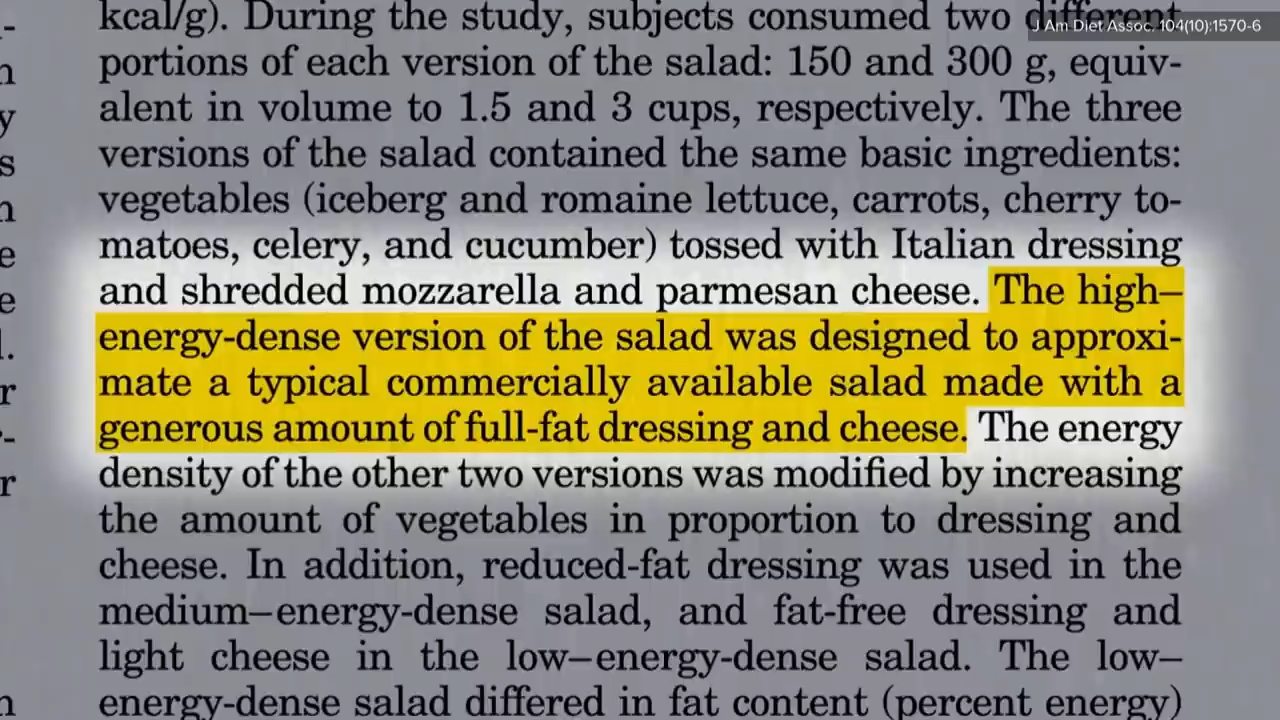 kcal/g). During the study, subjects consumed two different
J Am Diet Assoc. 104(10):1570-6
portions of each version of the salad: 150 and 300 g, equiv-
alent in volume to 1.5 and 3 cups, respectively. The three
versions of the salad contained the same basic ingredients:
vegetables (iceberg and romaine lettuce, carrots, cherry to-
matoes, celery, and cucumber) tossed with Italian dressing
and shredded mozzarella and parmesan cheese. The high–
energy-dense version of the salad was designed to approxi-
mate a typical commercially available salad made with a
generous amount of full-fat dressing and cheese. The energy
density of the other two versions was modified by increasing
the amount of vegetables in proportion to dressing and
cheese. In addition, reduced-fat dressing was used in the
medium–energy-dense salad, and fat-free dressing and
light cheese in the low–energy-dense salad. The low–
energy-dense salad differed in fat content (percent energy)